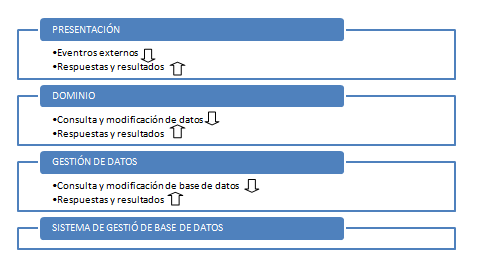 PRESENTACIÓN
•Eventros externos
•Respuestas y resultados
DOMINIO
•Consulta y modificación de datos
•Respuestas y resultados
GESTIÓN DE DATOS
•Consulta y modificación de base de datos
•Respuestas y resultados
SISTEMA DE GESTIÓ DE BASE DE DATOS